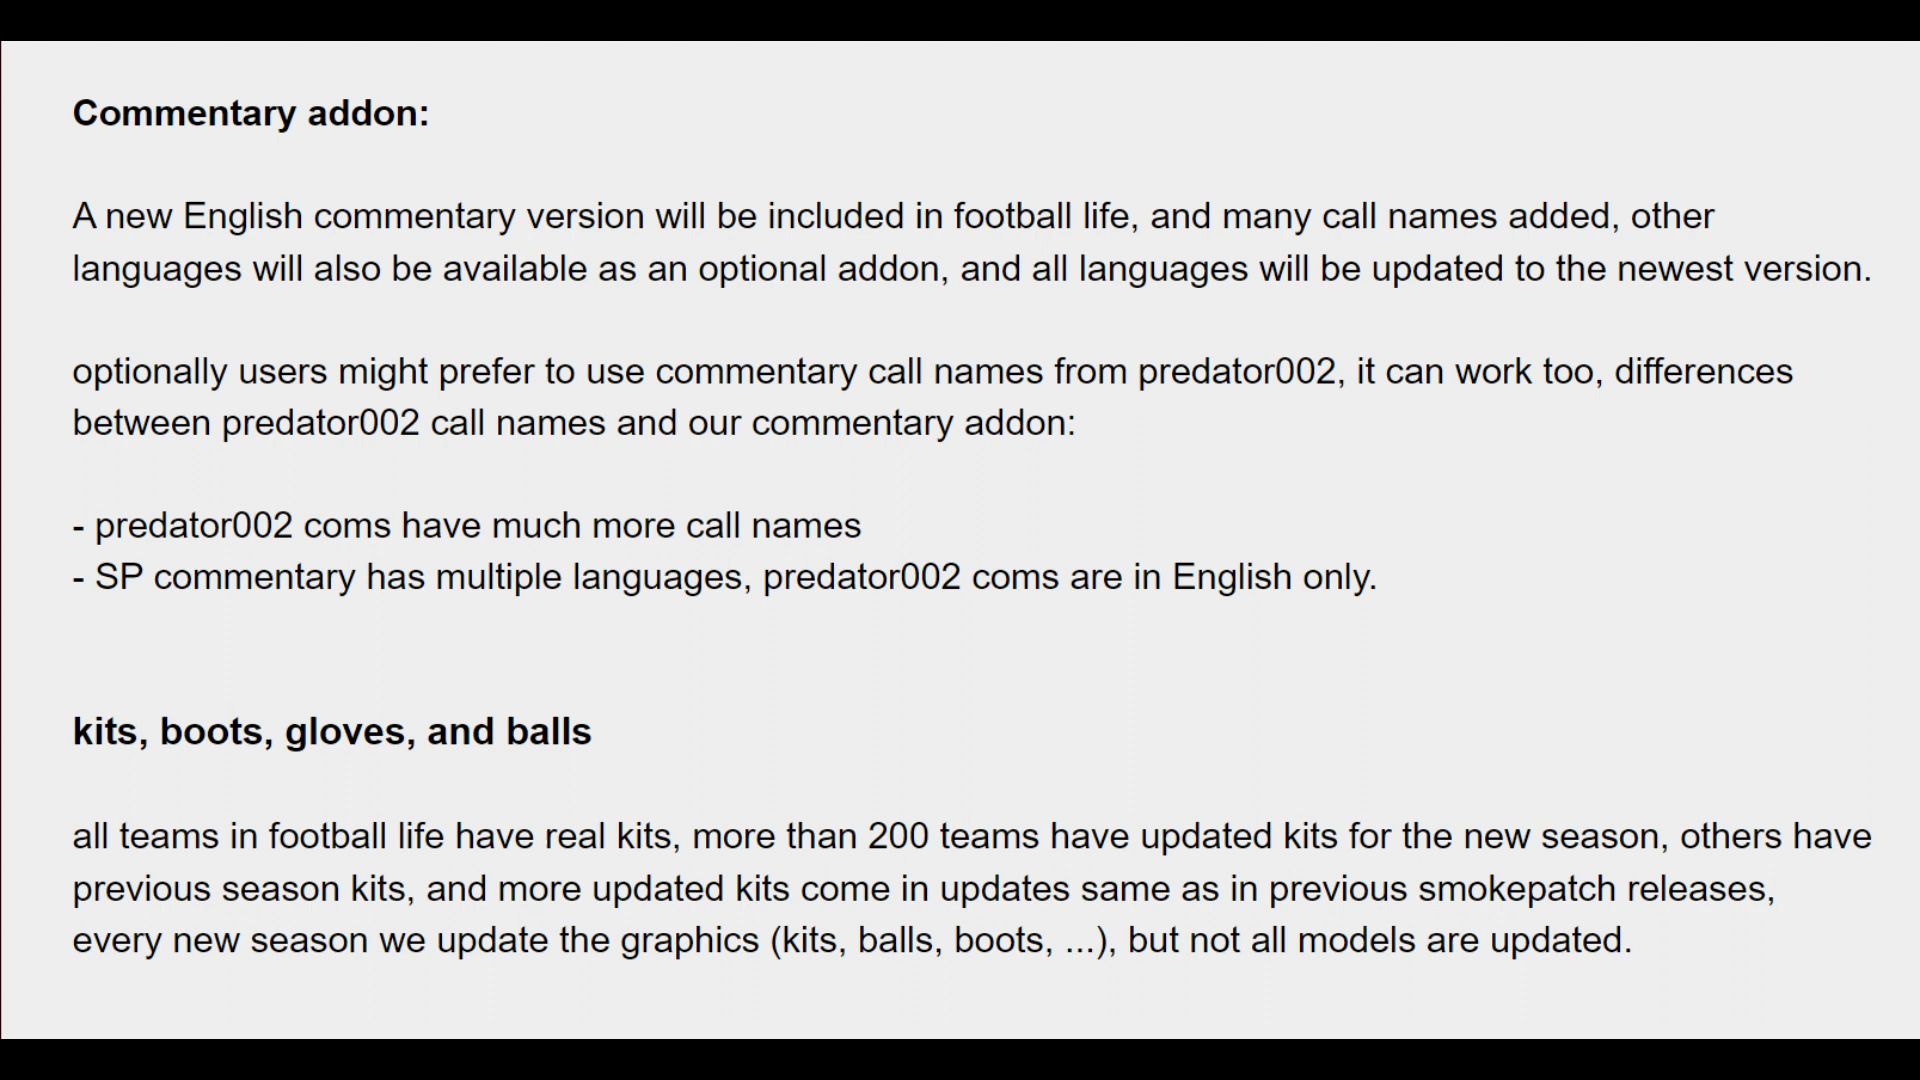 Commentary addon:
A new English commentary version will be included in football life, and many call names added, other
languages will also be available as an optional addon, and all languages will be updated to the newest version.
optionally users might prefer to use commentary call names from predator002, it can work too, differences
between predator002 call names and our commentary addon:
- predator002 coms have much more call names
- SP commentary has multiple languages, predator002 coms are in English only.
kits, boots, gloves, and balls
all teams in football life have real kits, more than 200 teams have updated kits for the new season, others have
previous season kits, and more updated kits come in updates same as in previous smokepatch releases,
every new season we update the graphics (kits, balls, boots, ...), but not all models are updated.